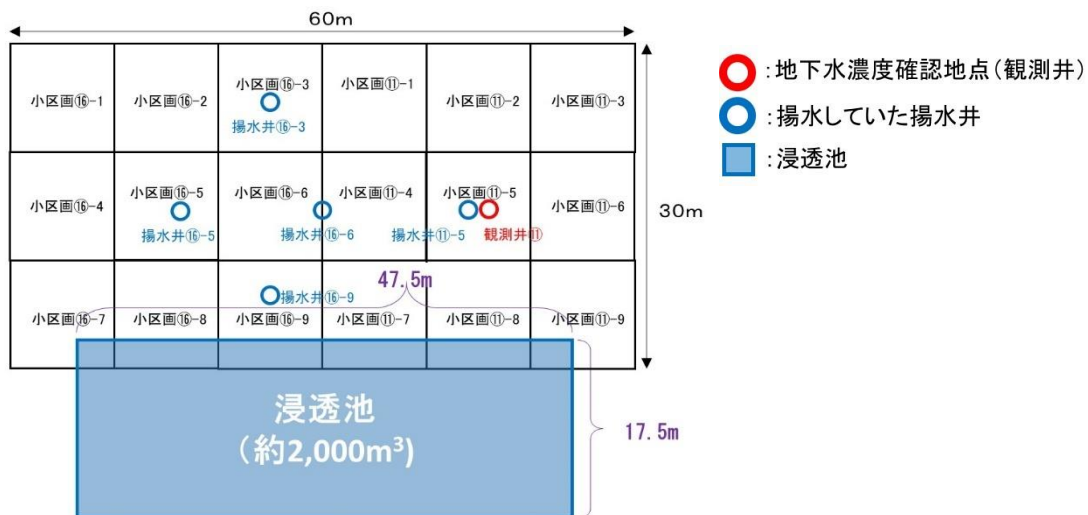 60m
小区画⑯-1
小区画⑯-2
小区画⑯-3
揚水井⑯-3
小区画⑪-1
小区画⑪-2
小区画⑪-3
30m
小区画⑯-4
小区画⑯-5
揚水井⑯-5
小区画⑯-6
揚水井⑯-6
小区画⑪-4
小区画⑪-5
揚水井⑪-5
観測井⑪
小区画⑪-6
47.5m
小区画⑯-7
小区画⑯-8
揚水井⑯-9
小区画⑯-9
小区画⑪-7
小区画⑪-8
小区画⑪-9
浸透池
(約2,000m³)
17.5m
:地下水濃度確認地点(観測井)
:揚水していた揚水井
:浸透池